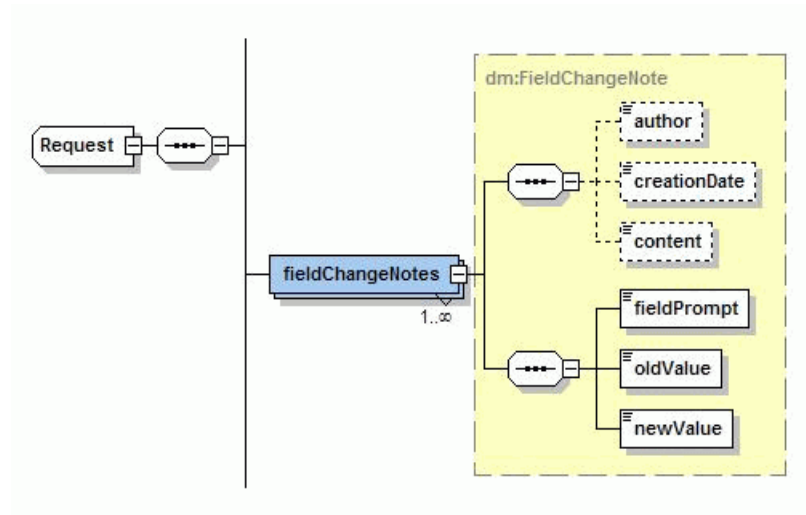 dm:FieldChangeNote
author
Request
creationDate
content
fieldChangeNotes
1..∞
fieldPrompt
oldValue
newValue